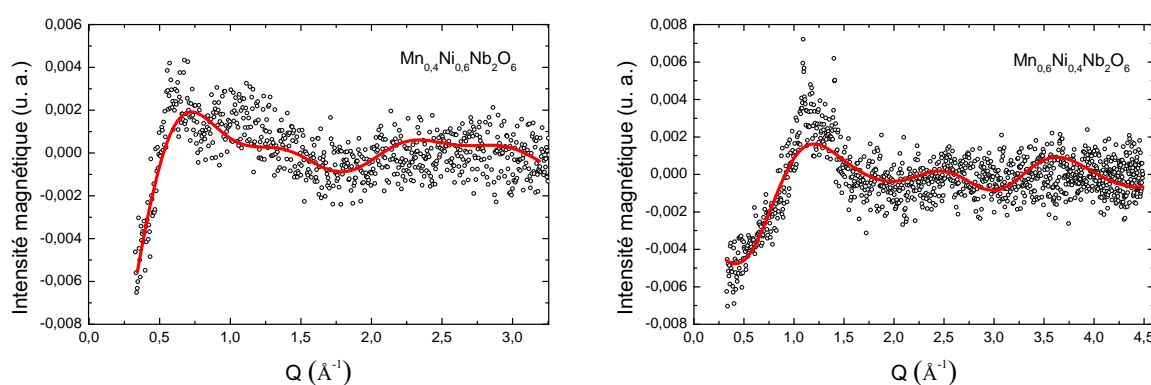 0,006
0,004
0,002
0,000
-0,002
-0,004
-0,006
-0,008
0,0 0,5 1,0 1,5 2,0 2,5 3,0
Intensité magnétique (u. a.)
Q (Å⁻¹)
Mn₀,₄Ni₀,₆Nb₂O₆
0,008
0,006
0,004
0,002
0,000
-0,002
-0,004
-0,006
-0,008
0,0 0,5 1,0 1,5 2,0 2,5 3,0 3,5 4,0 4,5
Intensité magnétique (u. a.)
Q (Å⁻¹)
Mn₀,₆Ni₀,₄Nb₂O₆